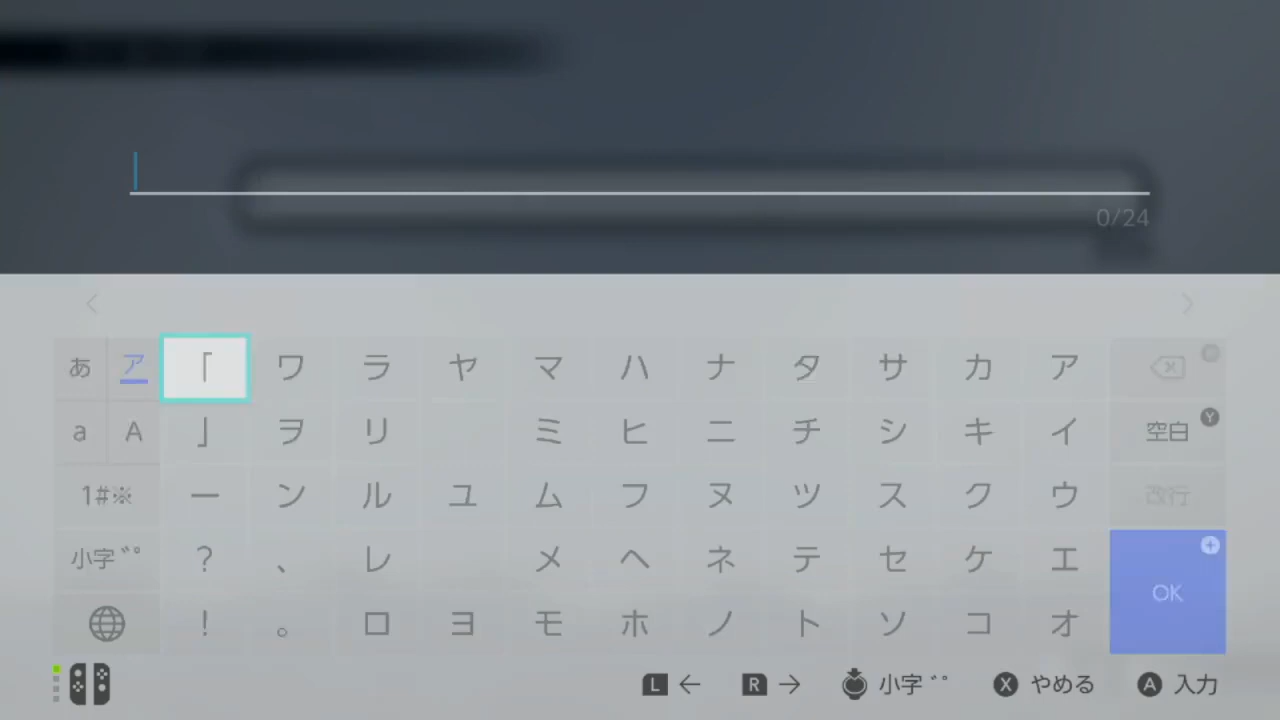 0/24
あ ア 「 ワ ラ ヤ マ ハ ナ タ サ カ ア
a A 」 ヲ リ ミ ヒ ニ チ シ キ イ 空白 Y
1#※ ー ン ル ユ ム フ ヌ ツ ス ク ウ 改行
小字゛゜ ? 、 レ メ ヘ ネ テ セ ケ エ
! 。 ロ ヨ モ ホ ノ ト ソ コ オ OK
L ← R → 小字゛゜ X やめる A 入力